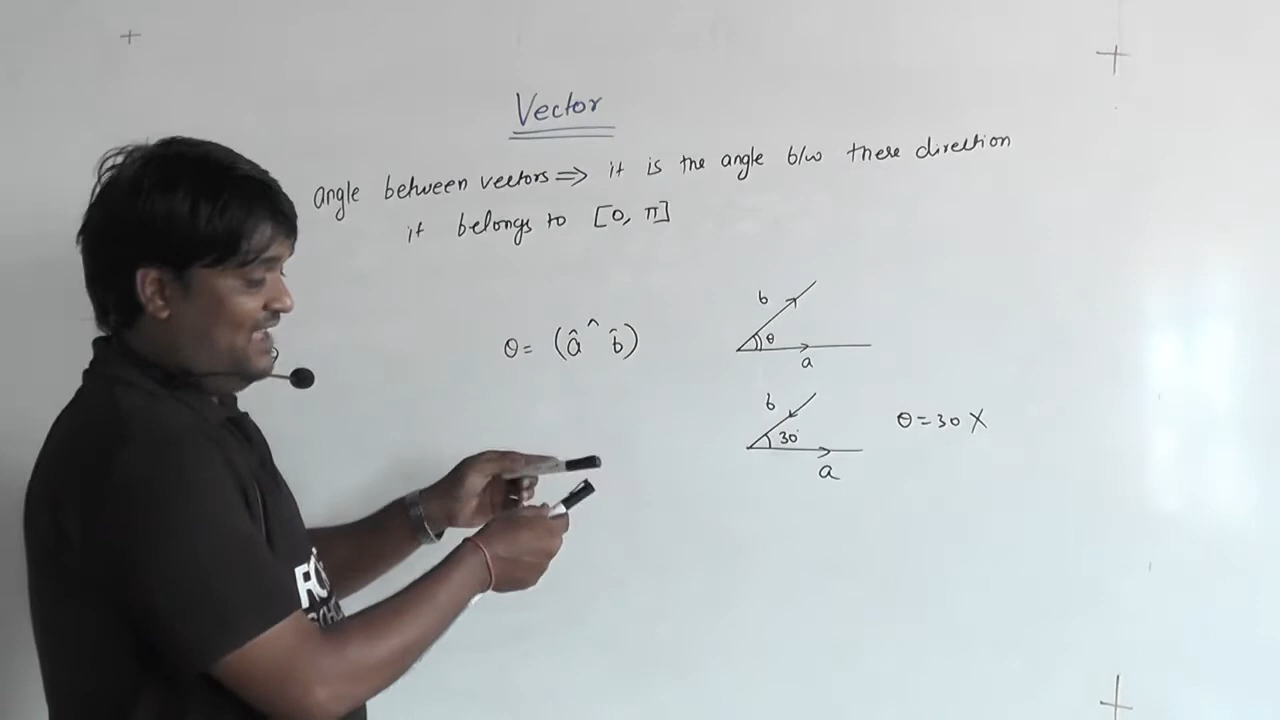 Vector
angle between vectors ⇒ it is the angle b/w there direction
it belongs to [0, π]
θ = (â ^ b̂)
b
θ
a
b
30°
a
θ = 30 X